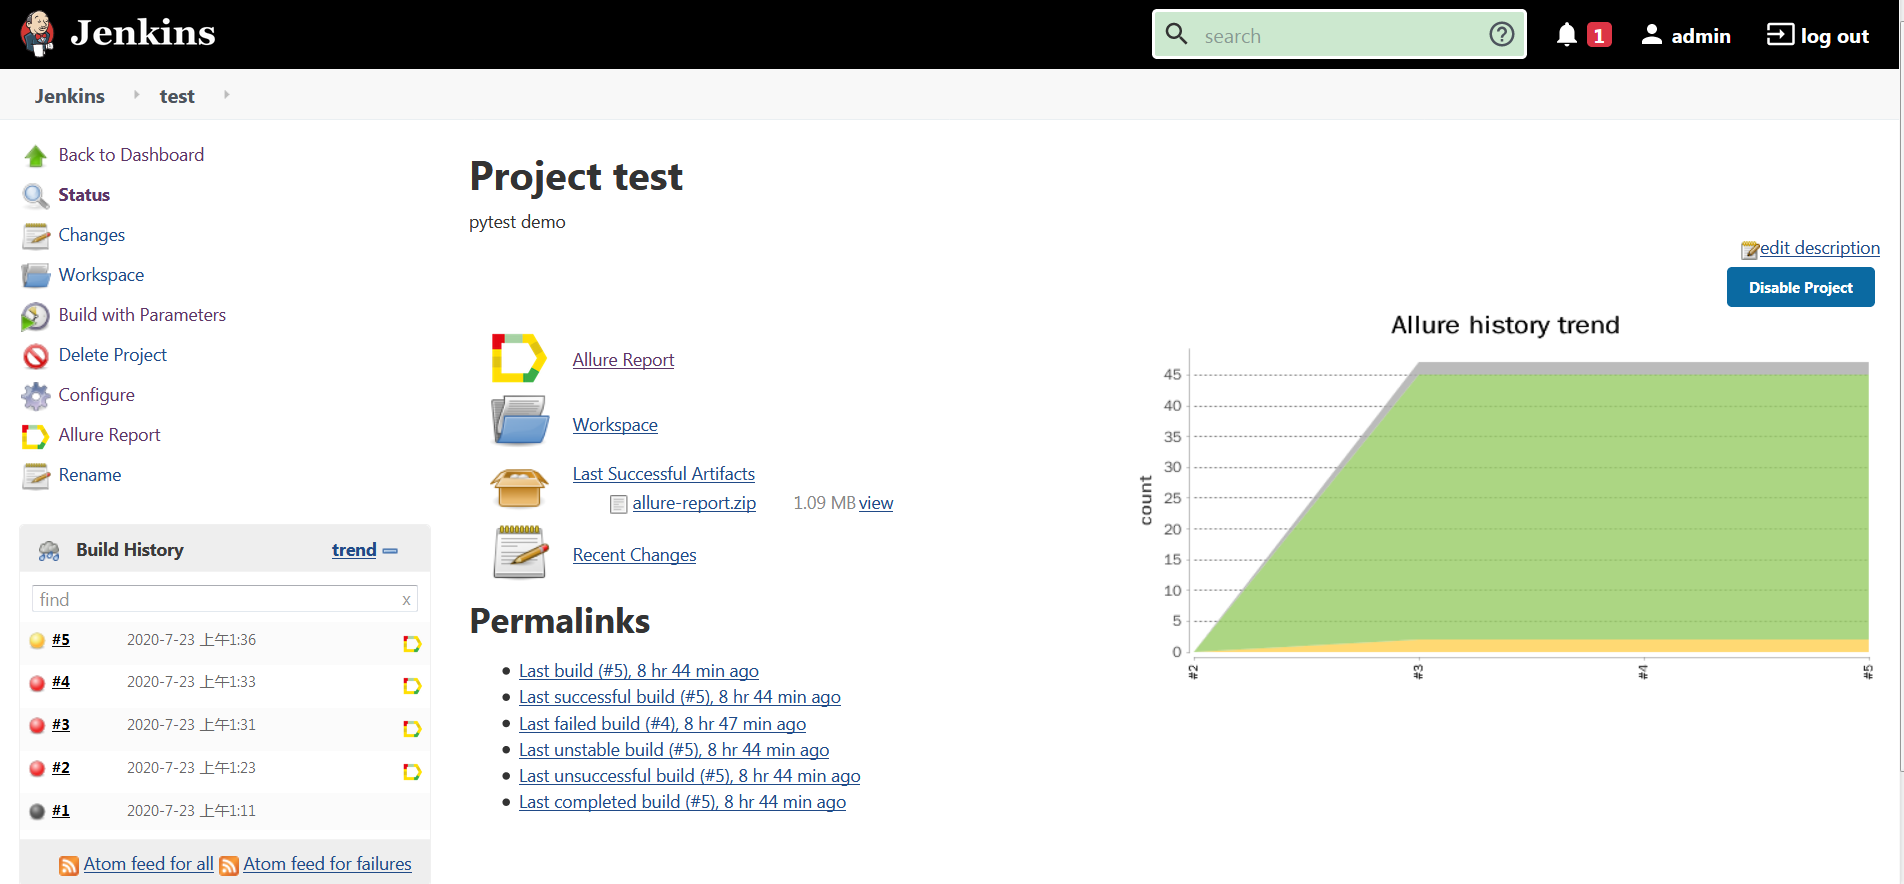 Jenkins
search
1
admin
log out
Jenkins
test
Back to Dashboard
Status
Changes
Workspace
Build with Parameters
Delete Project
Configure
Allure Report
Rename
Build History
trend
find
x
#5 2020-7-23 上午1:36
#4 2020-7-23 上午1:33
#3 2020-7-23 上午1:31
#2 2020-7-23 上午1:23
#1 2020-7-23 上午1:11
Atom feed for all Atom feed for failures
Project test
pytest demo
edit description
Disable Project
Allure Report
Workspace
Last Successful Artifacts
allure-report.zip 1.09 MB view
Recent Changes
Permalinks
Last build (#5), 8 hr 44 min ago
Last successful build (#5), 8 hr 44 min ago
Last failed build (#4), 8 hr 47 min ago
Last unstable build (#5), 8 hr 44 min ago
Last unsuccessful build (#5), 8 hr 44 min ago
Last completed build (#5), 8 hr 44 min ago
Allure history trend
count
45
40
35
30
25
20
15
10
5
0
#2
#3
#4
#5